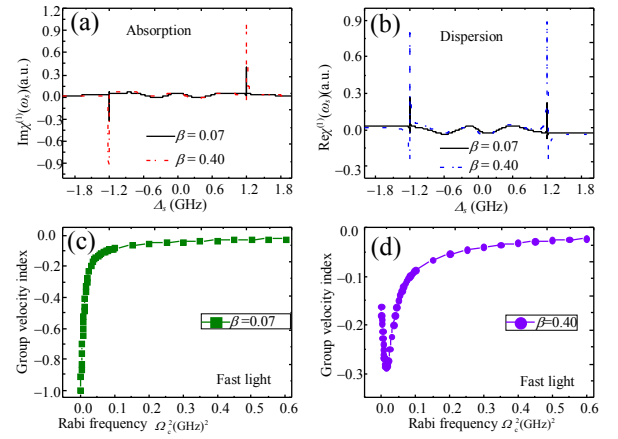 (a)
Absorption
Imχ⁽¹⁾(ωₛ)(a.u.)
1.2
0.9
0.6
0.3
0.0
−0.3
−0.6
−0.9
β = 0.07
β = 0.40
−1.8 −1.2 −0.6 0.0 0.6 1.2 1.8
Δₛ (GHz)
(b)
Dispersion
Reχ⁽¹⁾(ωₛ)(a.u.)
0.9
0.6
0.3
0.0
−0.3
β = 0.07
β = 0.40
−1.8 −1.2 −0.6 0.0 0.6 1.2 1.8
Δₛ (GHz)
(c)
Group velocity index
0.0
−0.2
−0.4
−0.6
−0.8
−1.0
β=0.07
Fast light
0.0 0.1 0.2 0.3 0.4 0.5 0.6
Rabi frequency Ω_c²(GHz)²
(d)
Group velocity index
0.0
−0.1
−0.2
−0.3
β=0.40
Fast light
0.0 0.1 0.2 0.3 0.4 0.5 0.6
Rabi frequency Ω_c²(GHz)²